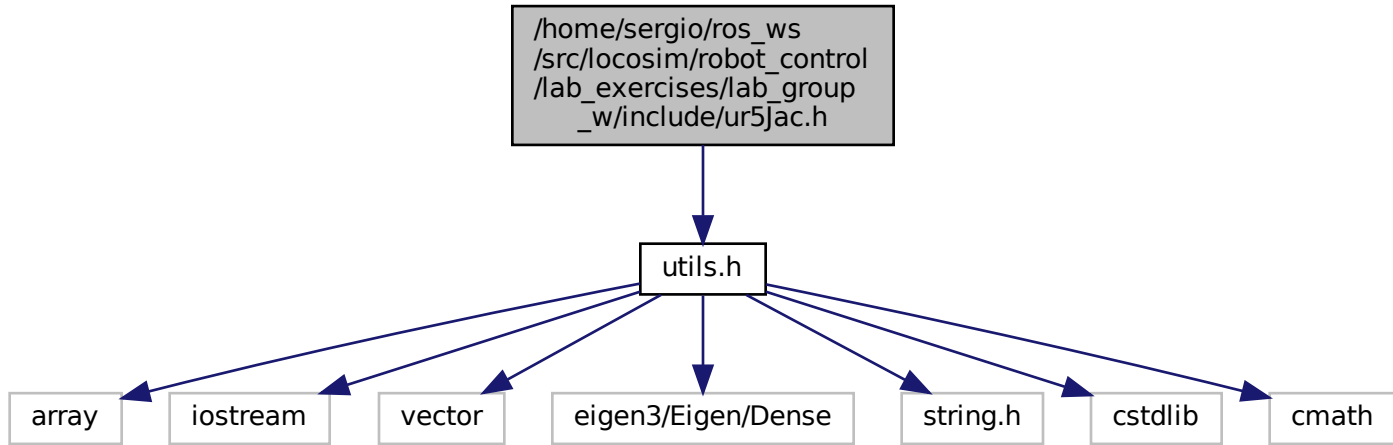 /home/sergio/ros_ws
/src/locosim/robot_control
/lab_exercises/lab_group
_w/include/ur5Jac.h
utils.h
array
iostream
vector
eigen3/Eigen/Dense
string.h
cstdlib
cmath